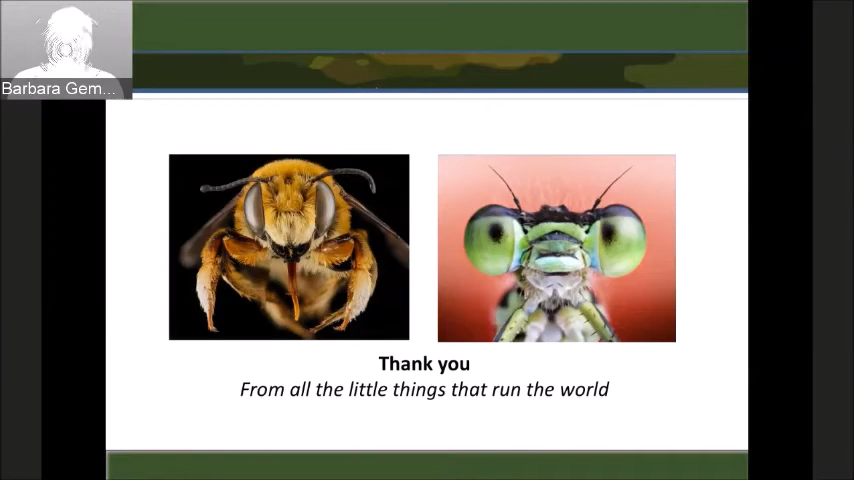 Barbara Gem...
Thank you
From all the little things that run the world